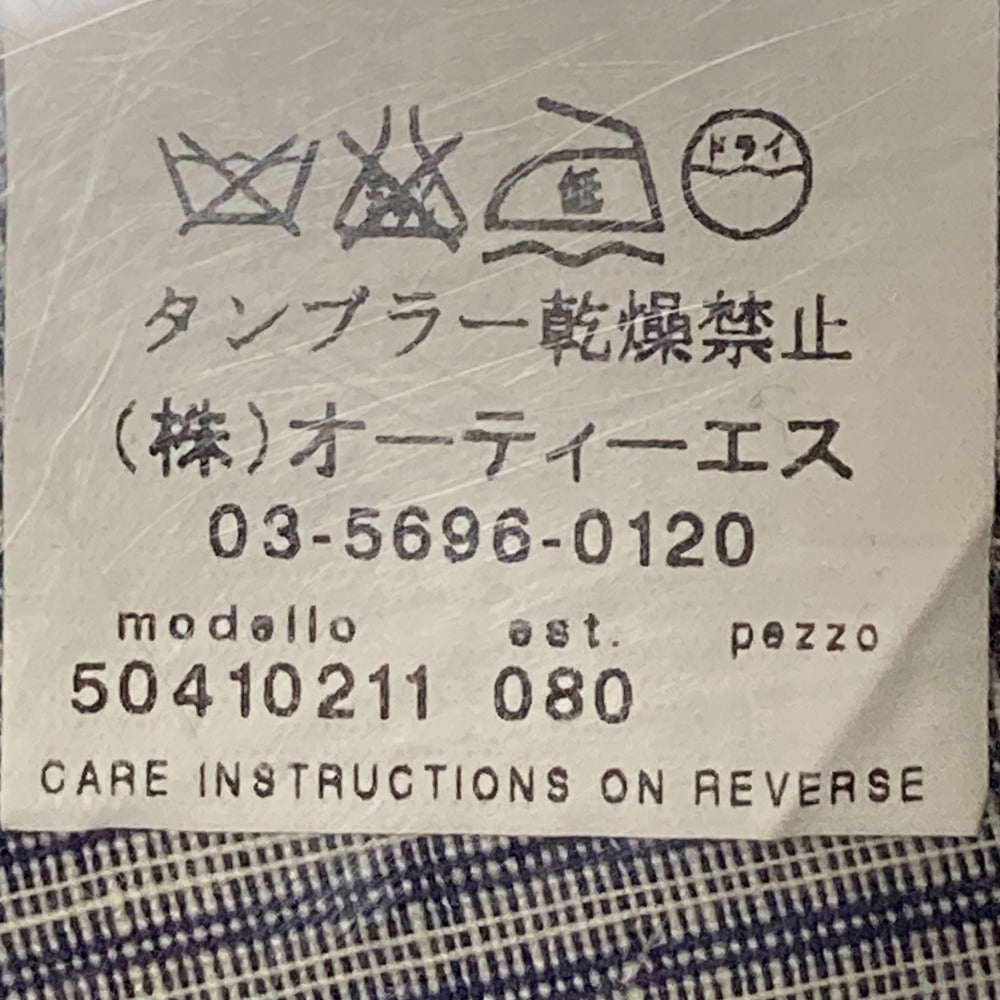 低 ドライ
タンブラー乾燥禁止
(株)オーティーエス
03-5696-0120
modello est. pezzo
50410211 080
CARE INSTRUCTIONS ON REVERSE